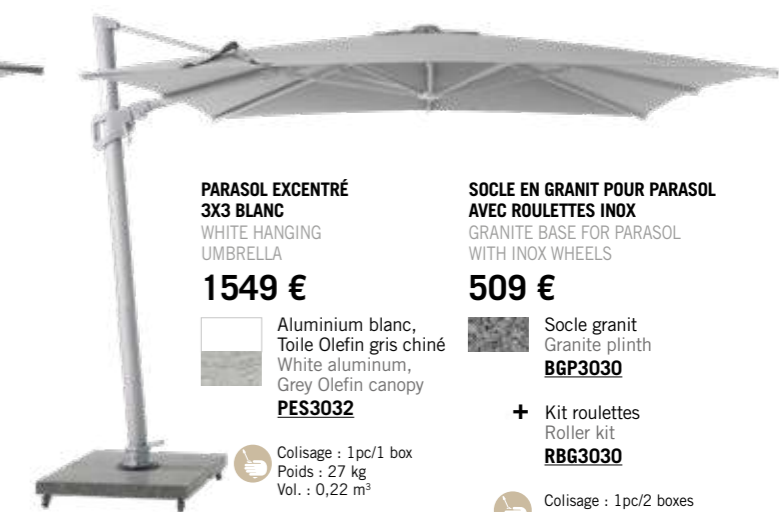 PARASOL EXCENTRÉ
3X3 BLANC
WHITE HANGING
UMBRELLA
1549 €
Aluminium blanc,
Toile Olefin gris chiné
White aluminum,
Grey Olefin canopy
PES3032
Colisage : 1pc/1 box
Poids : 27 kg
Vol. : 0,22 m³
SOCLE EN GRANIT POUR PARASOL
AVEC ROULETTES INOX
GRANITE BASE FOR PARASOL
WITH INOX WHEELS
509 €
Socle granit
Granite plinth
BGP3030
+ Kit roulettes
Roller kit
RBG3030
Colisage : 1pc/2 boxes